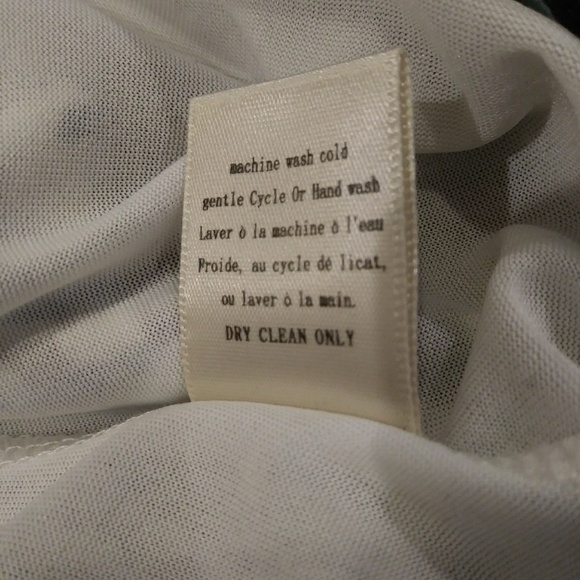 machine wash cold
gentle Cycle Or Hand wash
Laver ò la machine ò l'eau
Froide, au cycle dé licat,
ou laver ò la main.
DRY CLEAN ONLY